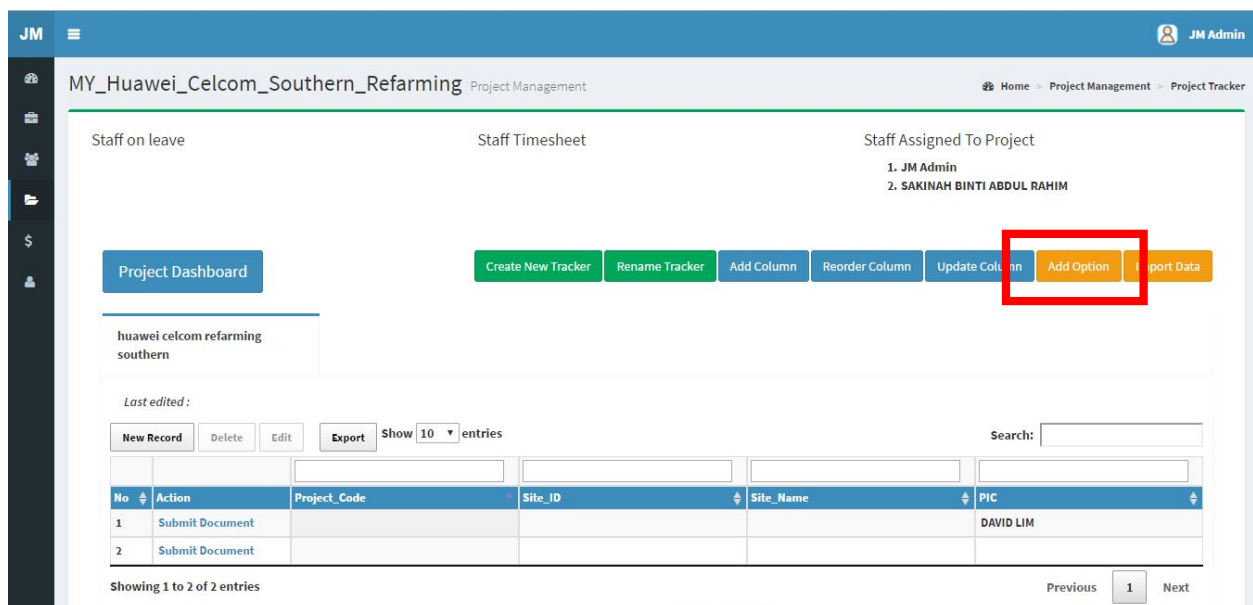 JM
JM Admin
MY_Huawei_Celcom_Southern_Refarming Project Management
Home > Project Management > Project Tracker
Staff on leave
Staff Timesheet
Staff Assigned To Project
1. JM Admin
2. SAKINAH BINTI ABDUL RAHIM
Project Dashboard
Create New Tracker Rename Tracker Add Column Reorder Column Update Column Add Option Import Data
huawei celcom refarming
southern
Last edited :
New Record Delete Edit Export Show 10 entries Search:
No Action Project_Code Site_ID Site_Name PIC
1 Submit Document DAVID LIM
2 Submit Document
Showing 1 to 2 of 2 entries Previous 1 Next